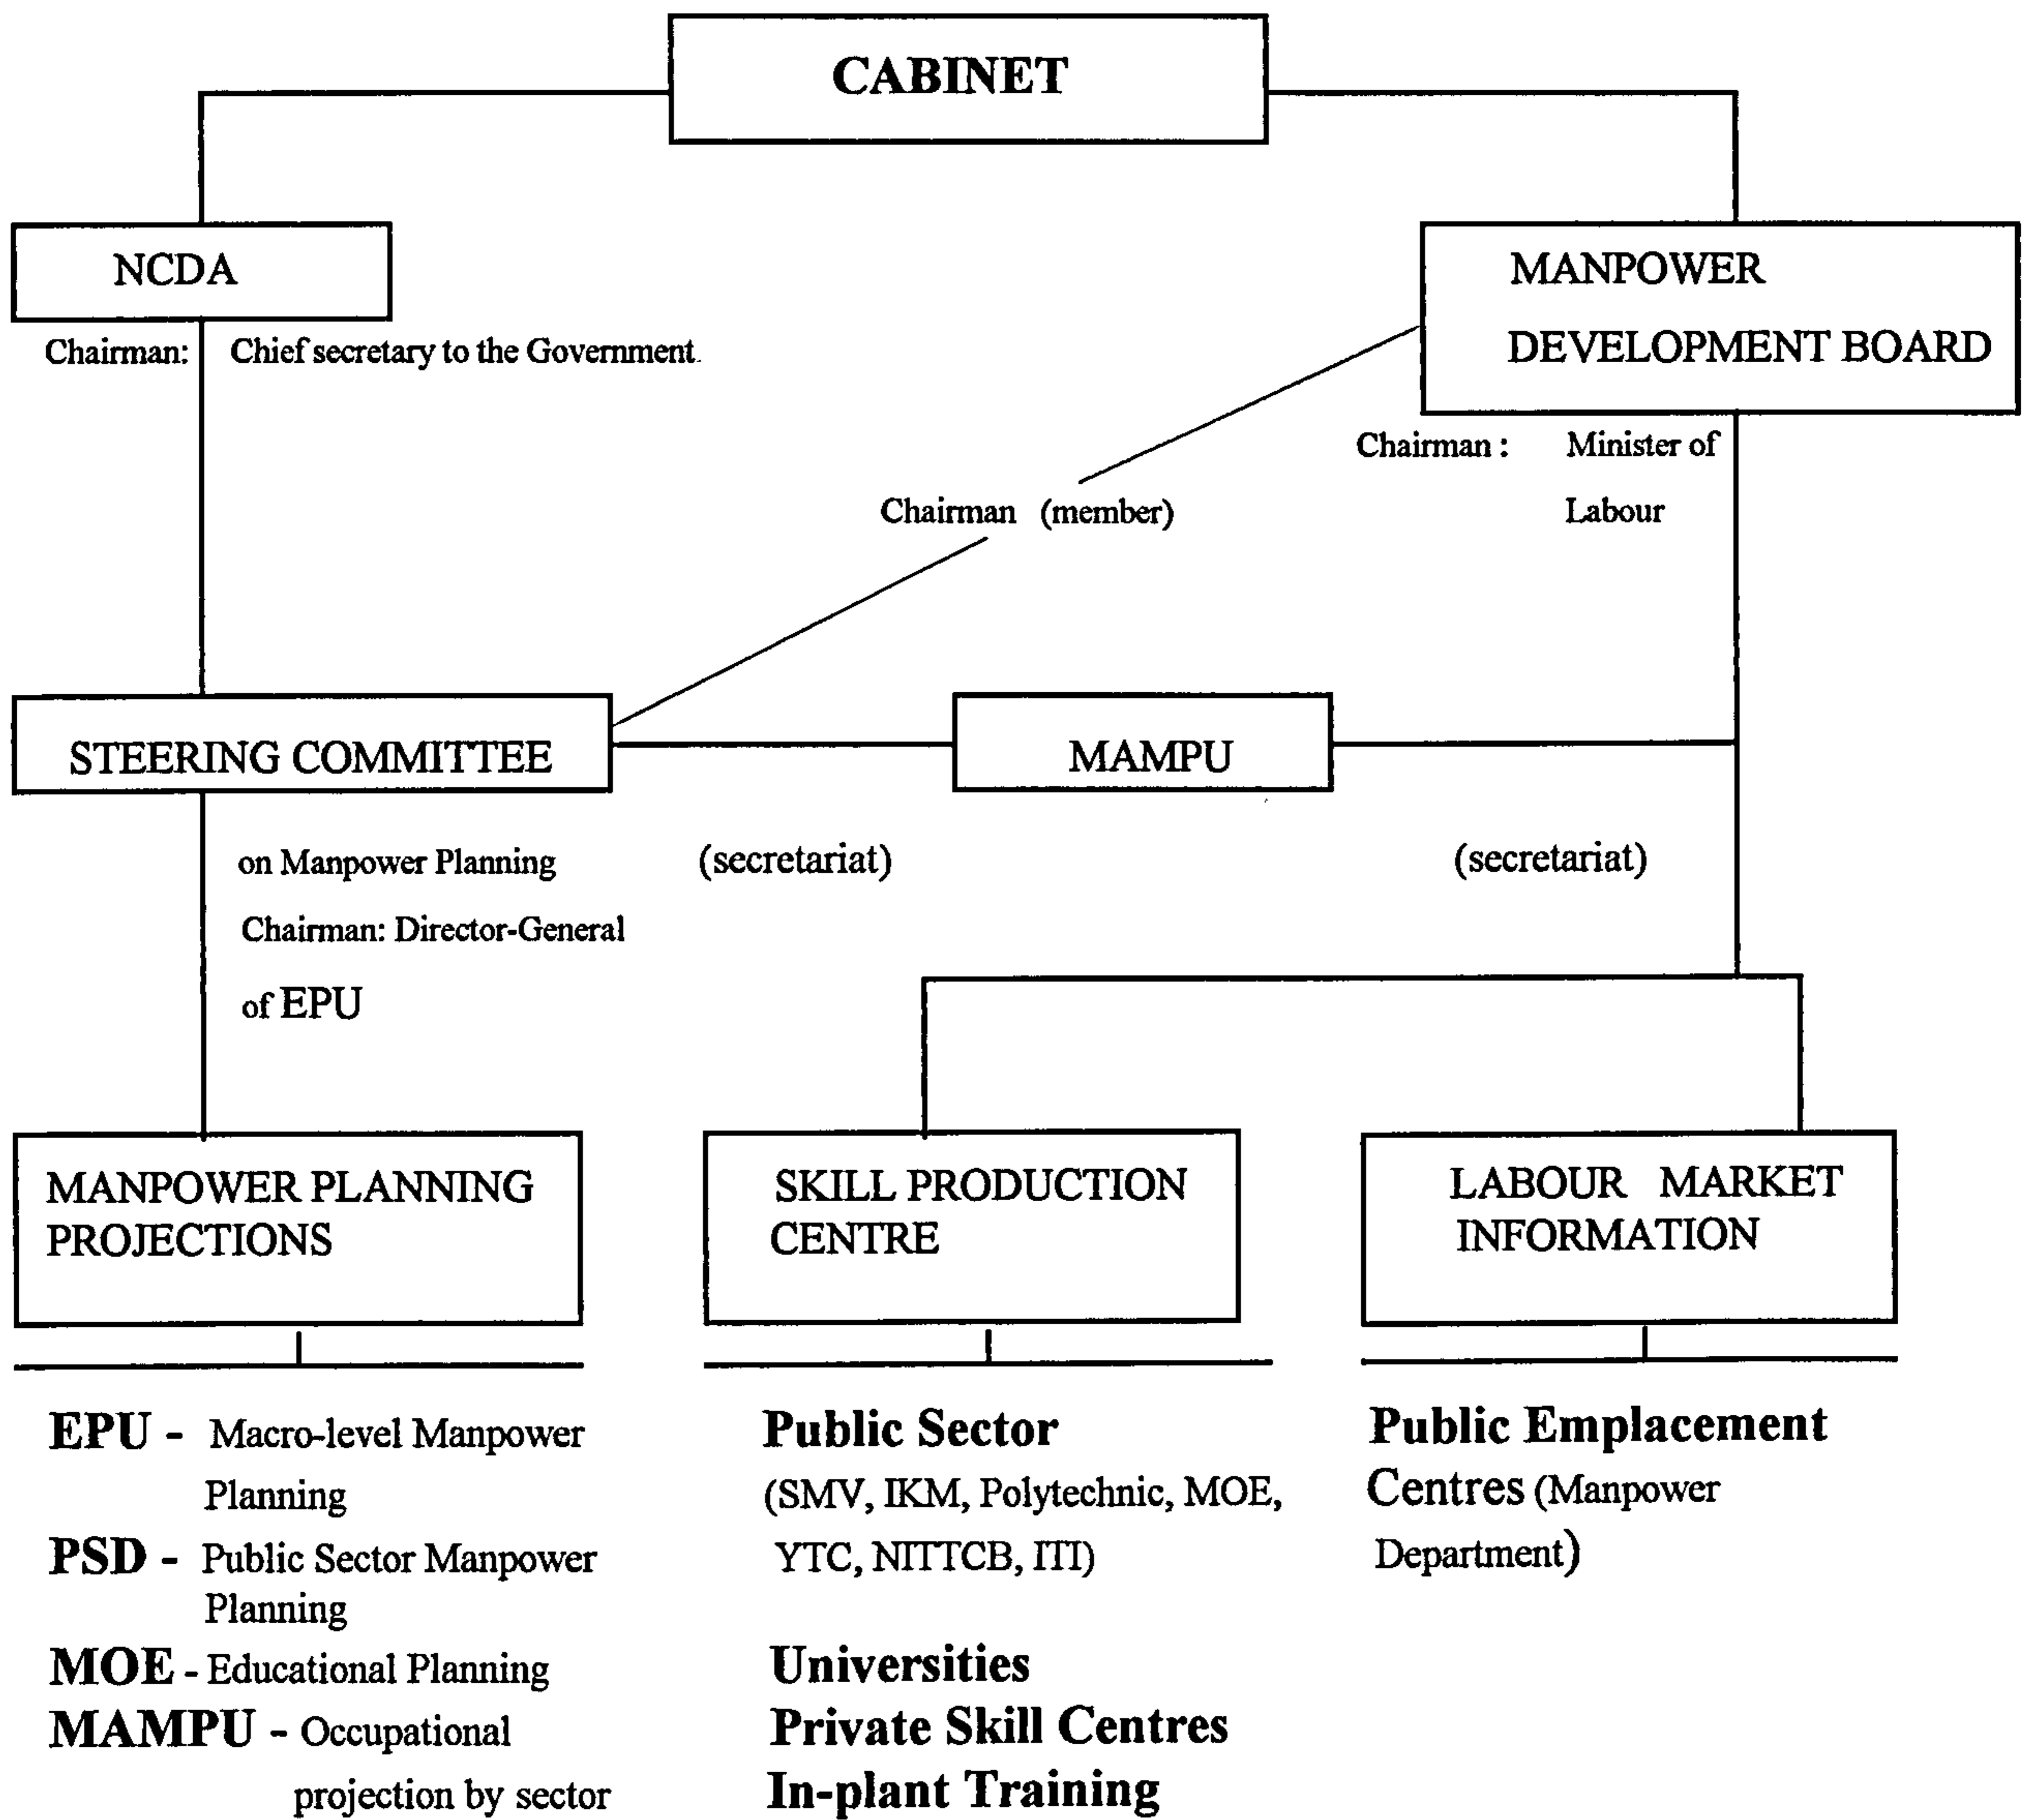 CABINET
NCDA
Chairman: Chief secretary to the Government.
MANPOWER
DEVELOPMENT BOARD
Chairman : Minister of
Labour
Chairman (member)
STEERING COMMITTEE
MAMPU
on Manpower Planning
Chairman: Director-General
of EPU
(secretariat)
(secretariat)
MANPOWER PLANNING
PROJECTIONS
SKILL PRODUCTION
CENTRE
LABOUR MARKET
INFORMATION
EPU - Macro-level Manpower
Planning
PSD - Public Sector Manpower
Planning
MOE - Educational Planning
MAMPU - Occupational
projection by sector
Public Sector
(SMV, IKM, Polytechnic, MOE,
YTC, NITTCB, ITI)
Universities
Private Skill Centres
In-plant Training
Public Emplacement
Centres (Manpower
Department)